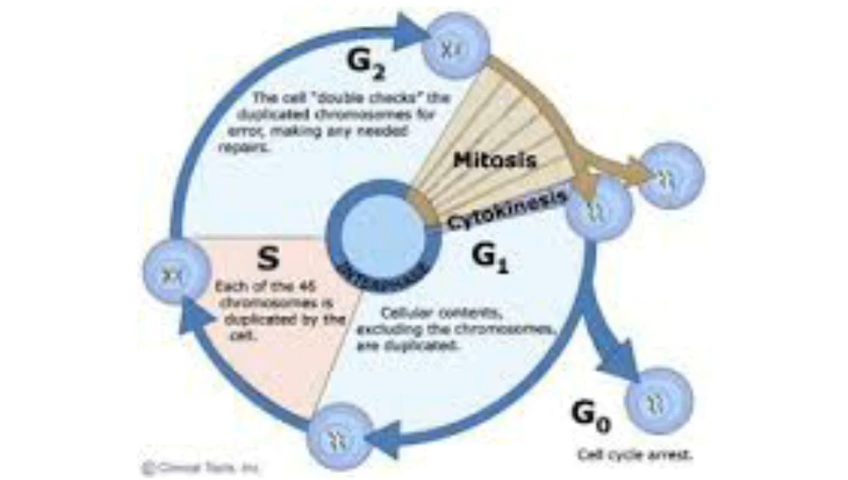 G2
The cell "double checks" the
duplicated chromosomes for
error, making any needed
repairs.
Mitosis
Cytokinesis
S
Each of the 46
chromosomes is
duplicated by the
cell.
INTERPHASE
G1
Cellular contents,
excluding the chromosomes,
are duplicated.
G0
Cell cycle arrest.
© Clinical Tools, Inc.